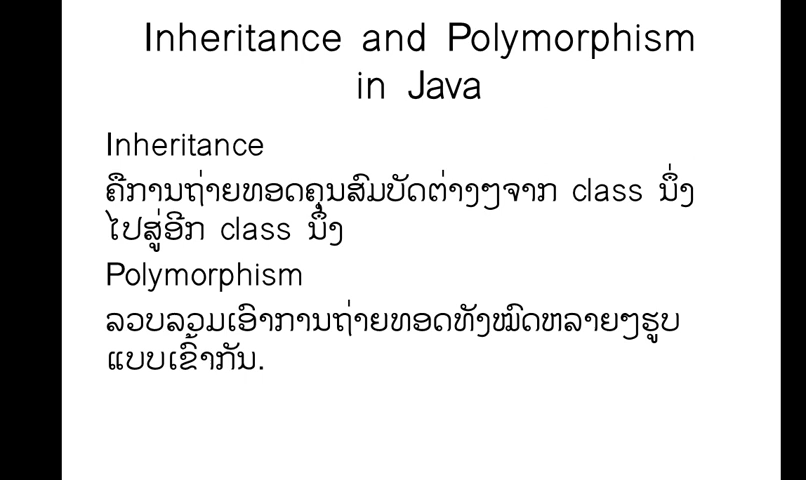 Inheritance and Polymorphism
in Java
Inheritance
ຄືການຖ່າຍທອດຄຸນສົມບັດຕ່າງໆຈາກ class ນຶ່ງ
ໄປສູ່ອີກ class ນຶ່ງ
Polymorphism
ລວບລວມເອົາການຖ່າຍທອດທັງໝົດຫລາຍໆຮູບ
ແບບເຂົ້າກັນ.